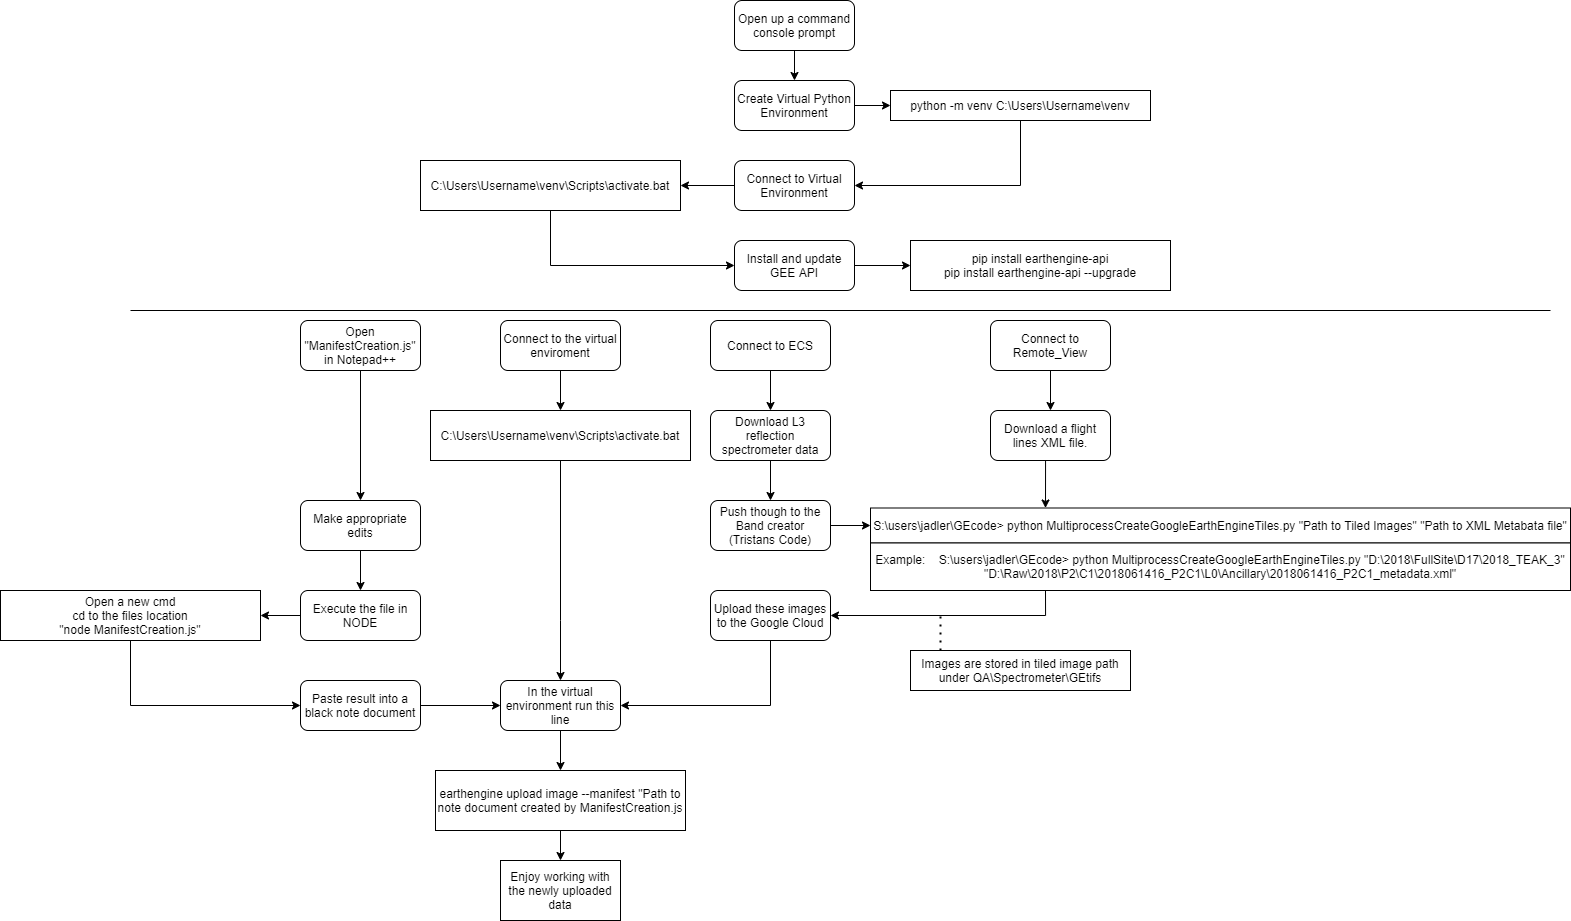 Open up a command
console prompt
Create Virtual Python
Environment
python -m venv C:\Users\Username\venv
Connect to Virtual
Environment
C:\Users\Username\venv\Scripts\activate.bat
Install and update
GEE API
pip install earthengine-api
pip install earthengine-api --upgrade
Open
"ManifestCreation.js"
in Notepad++
Connect to the virtual
enviroment
Connect to ECS
Connect to
Remote_View
C:\Users\Username\venv\Scripts\activate.bat
Download L3
reflection
spectrometer data
Download a flight
lines XML file.
Make appropriate
edits
Push though to the
Band creator
(Tristans Code)
S:\users\jadler\GEcode> python MultiprocessCreateGoogleEarthEngineTiles.py "Path to Tiled Images" "Path to XML Metabata file"
Example: S:\users\jadler\GEcode> python MultiprocessCreateGoogleEarthEngineTiles.py "D:\2018\FullSite\D17\2018_TEAK_3"
"D:\Raw\2018\P2\C1\2018061416_P2C1\L0\Ancillary\2018061416_P2C1_metadata.xml"
Open a new cmd
cd to the files location
"node ManifestCreation.js"
Execute the file in
NODE
Upload these images
to the Google Cloud
Images are stored in tiled image path
under QA\Spectrometer\GEtifs
Paste result into a
black note document
In the virtual
environment run this
line
earthengine upload image --manifest "Path to
note document created by ManifestCreation.js
Enjoy working with
the newly uploaded
data